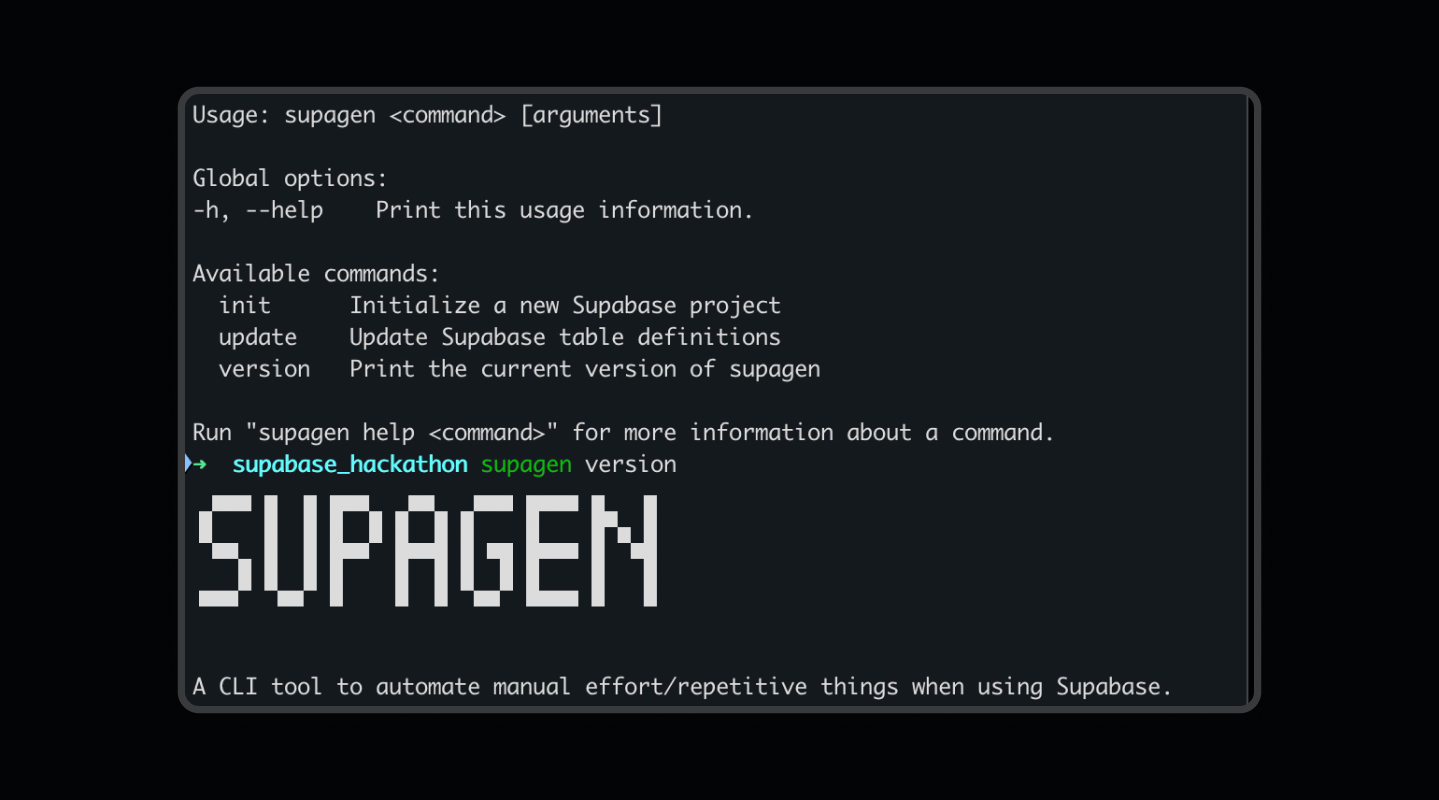 Usage: supagen <command> [arguments]
Global options:
-h, --help    Print this usage information.
Available commands:
  init      Initialize a new Supabase project
  update    Update Supabase table definitions
  version   Print the current version of supagen
Run "supagen help <command>" for more information about a command.
➜  supabase_hackathon supagen version
SUPAGEN
A CLI tool to automate manual effort/repetitive things when using Supabase.